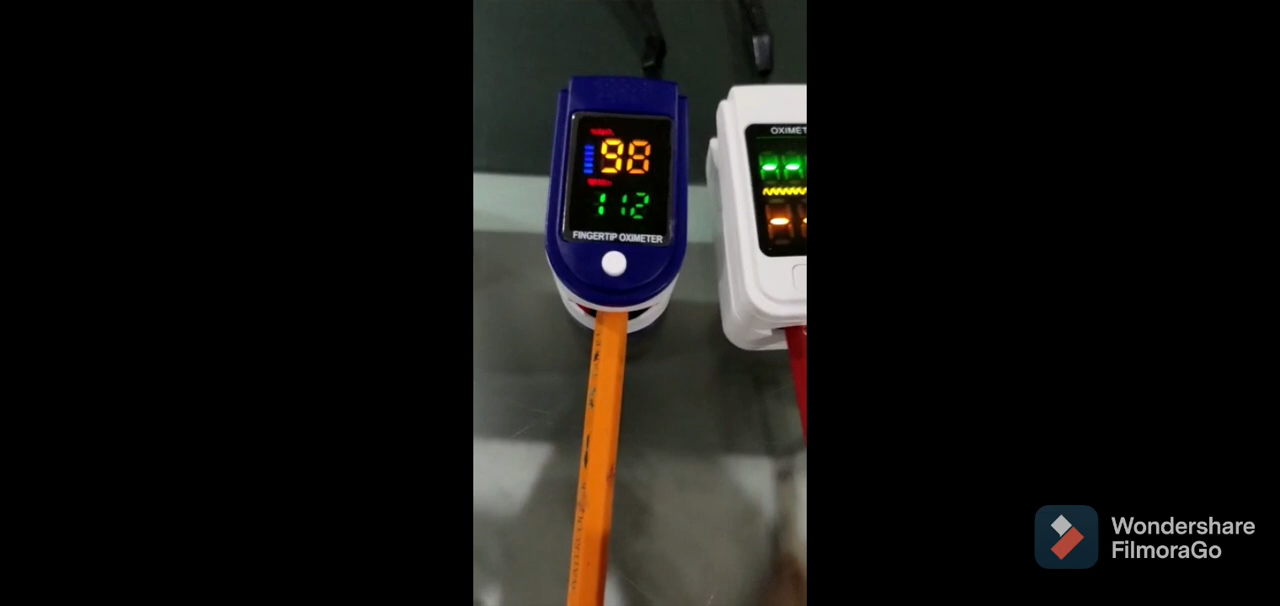 98
112
FINGERTIP OXIMETER
OXIMET
Wondershare
FilmoraGo